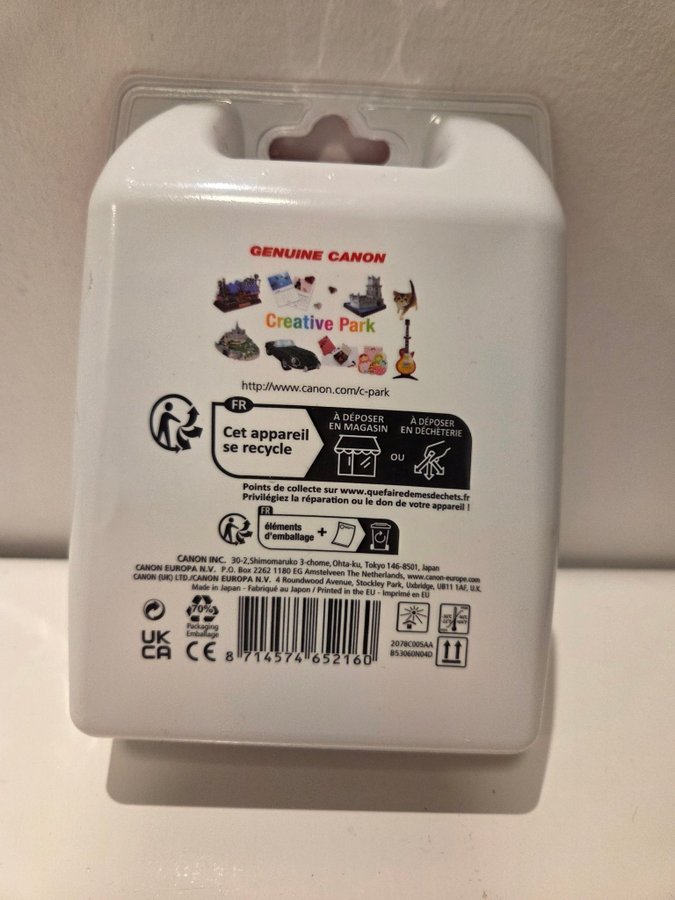 GENUINE CANON
Creative Park
http://www.canon.com/c-park
FR
Cet appareil
se recycle
À DÉPOSER
EN MAGASIN
OU
À DÉPOSER
EN DÉCHÈTERIE
Points de collecte sur www.quefairedemesdechets.fr
Privilégiez la réparation ou le don de votre appareil !
FR
éléments
d'emballage
+
CANON INC. 30-2,Shimomaruko 3-chome,Ohta-ku, Tokyo 146-8501, Japan
CANON EUROPA N.V. P.O. Box 2262 1180 EG Amstelveen The Netherlands, www.canon-europe.com
CANON (UK) LTD./CANON EUROPA N.V. 4 Roundwood Avenue, Stockley Park, Uxbridge, UB11 1AF, U.K.
Made in Japan - Fabriqué au Japon / Printed in the EU - Imprimé en EU
70%
Packaging
Emballage
UK
CA
CE
8 714574 652160
2078C005AA
B53060N04D